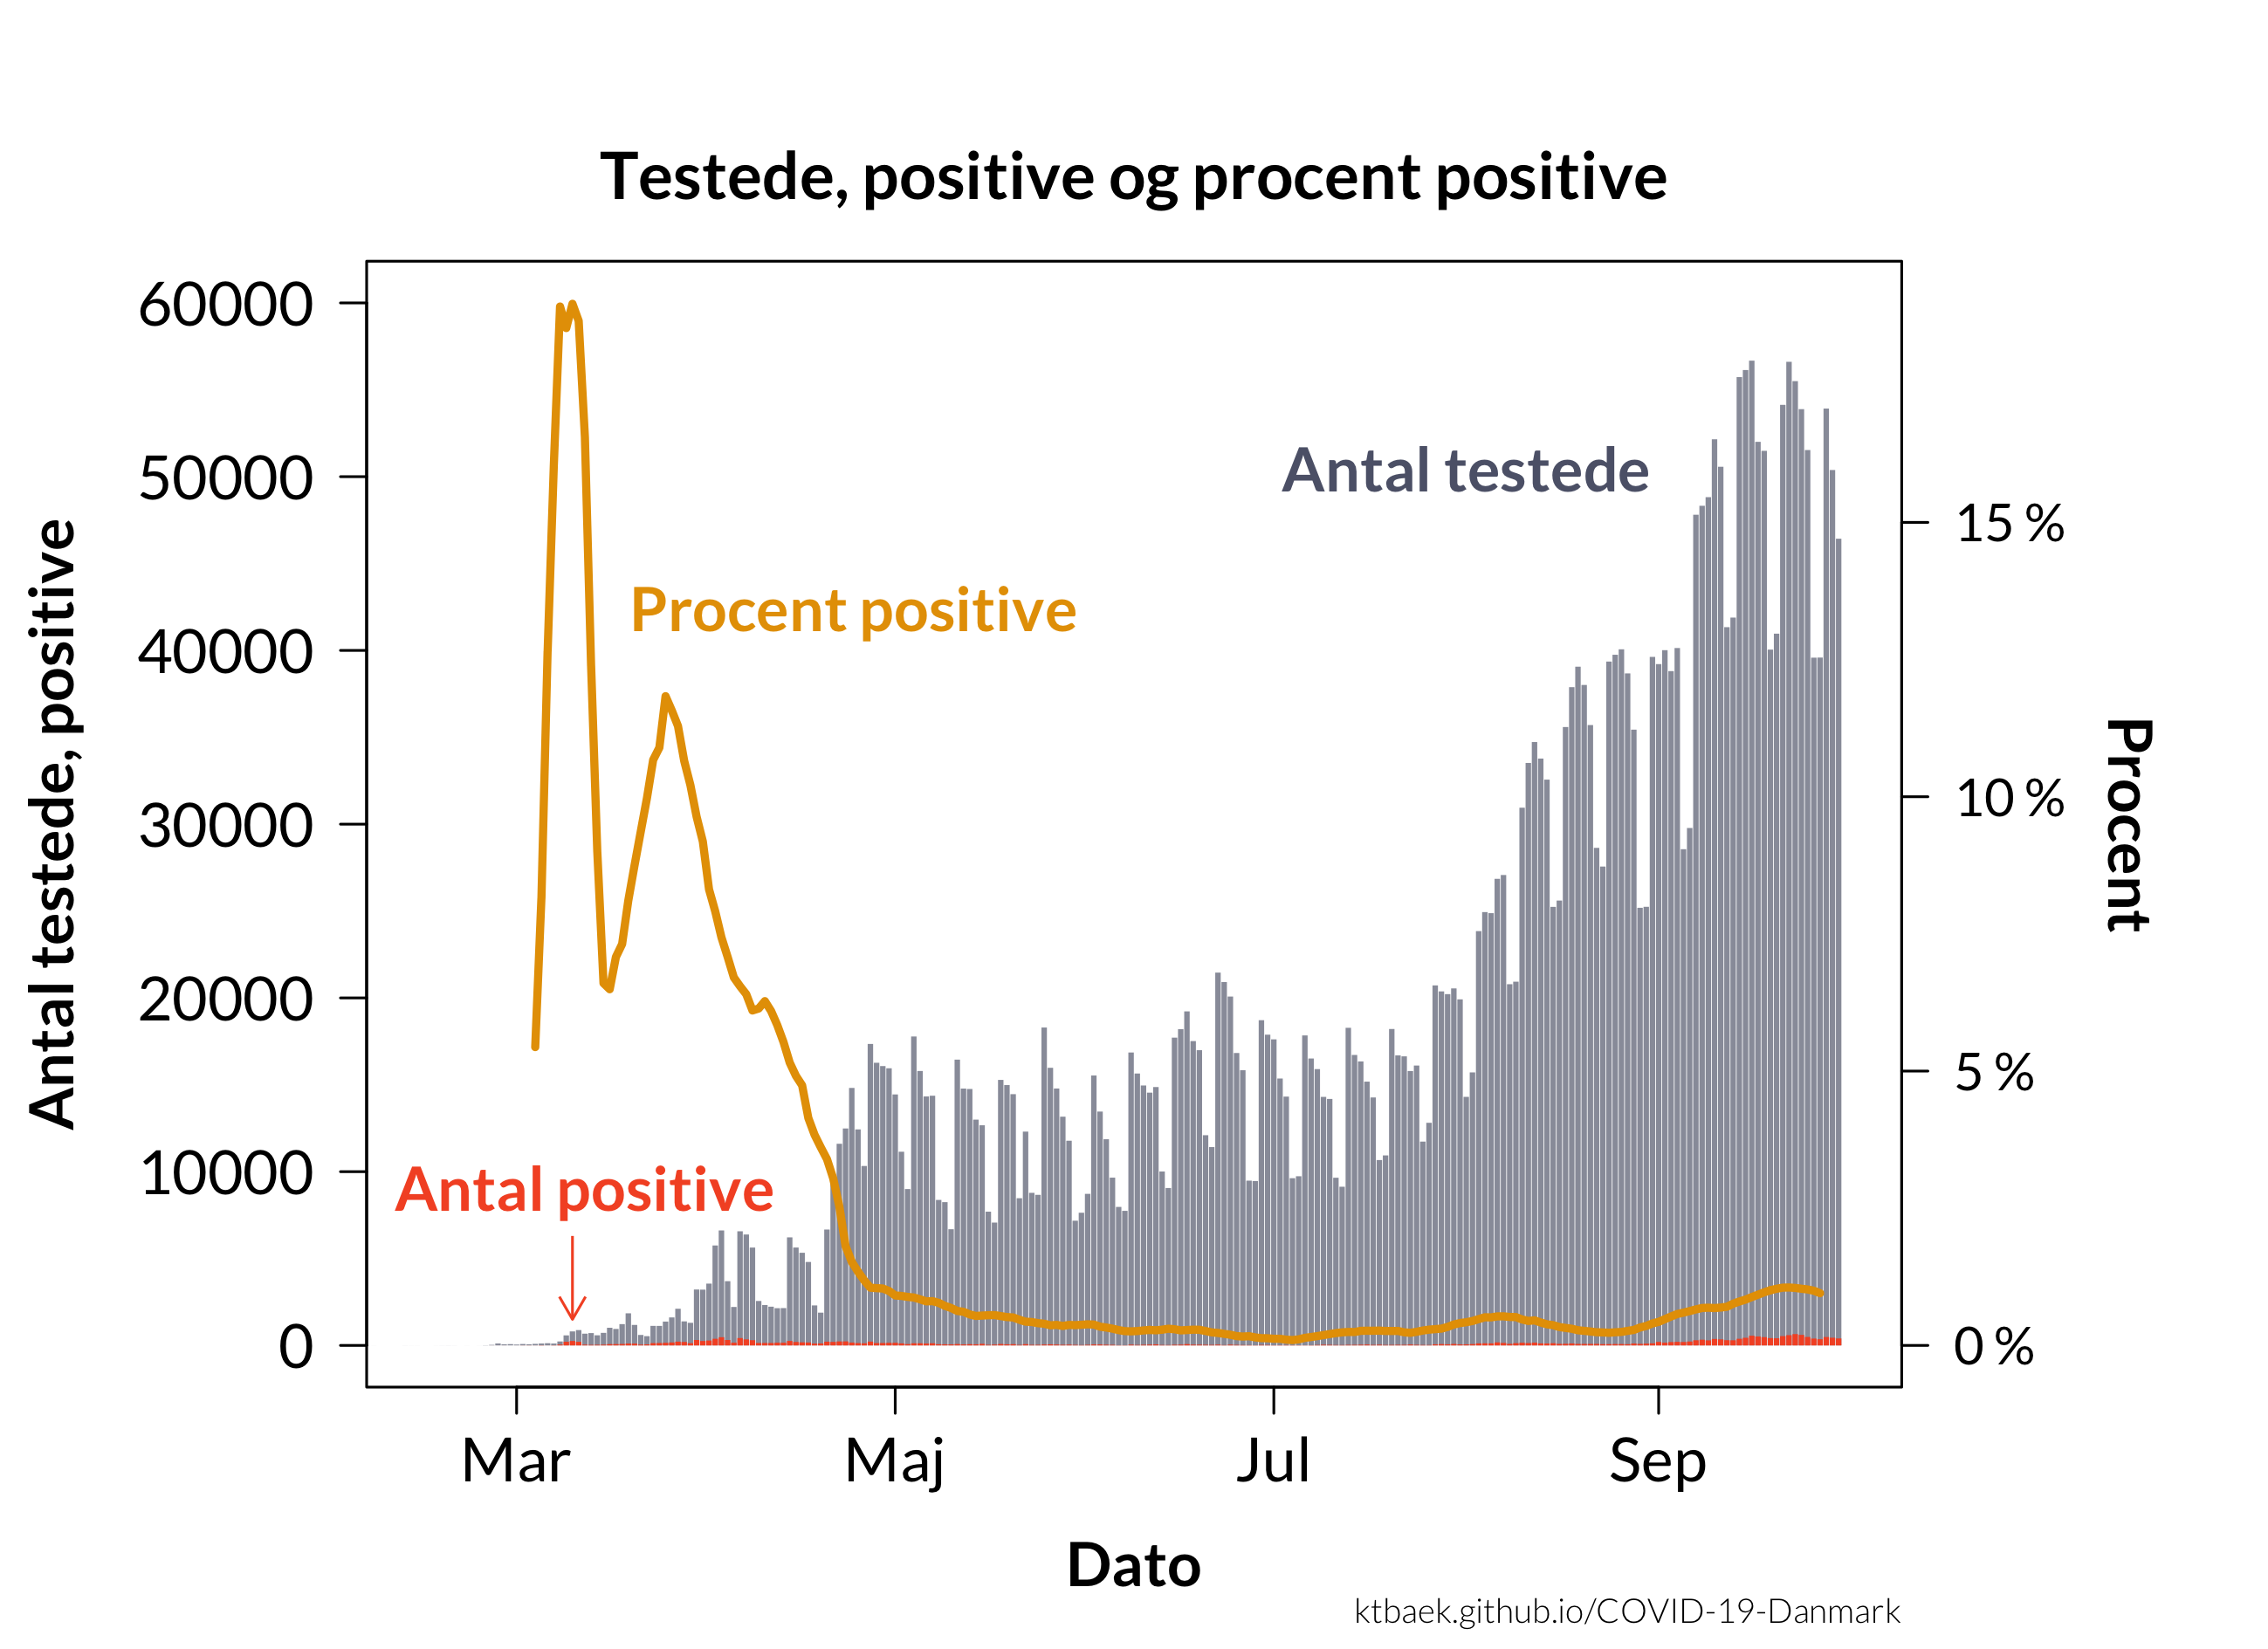 Testede, positive og procent positive
60000
50000
40000
30000
20000
10000
0
Antal testede, positive
Antal testede
Procent positive
Antal positive
15 %
10 %
5 %
0 %
Procent
Mar
Maj
Jul
Sep
Dato
ktbaek.github.io/COVID-19-Danmark